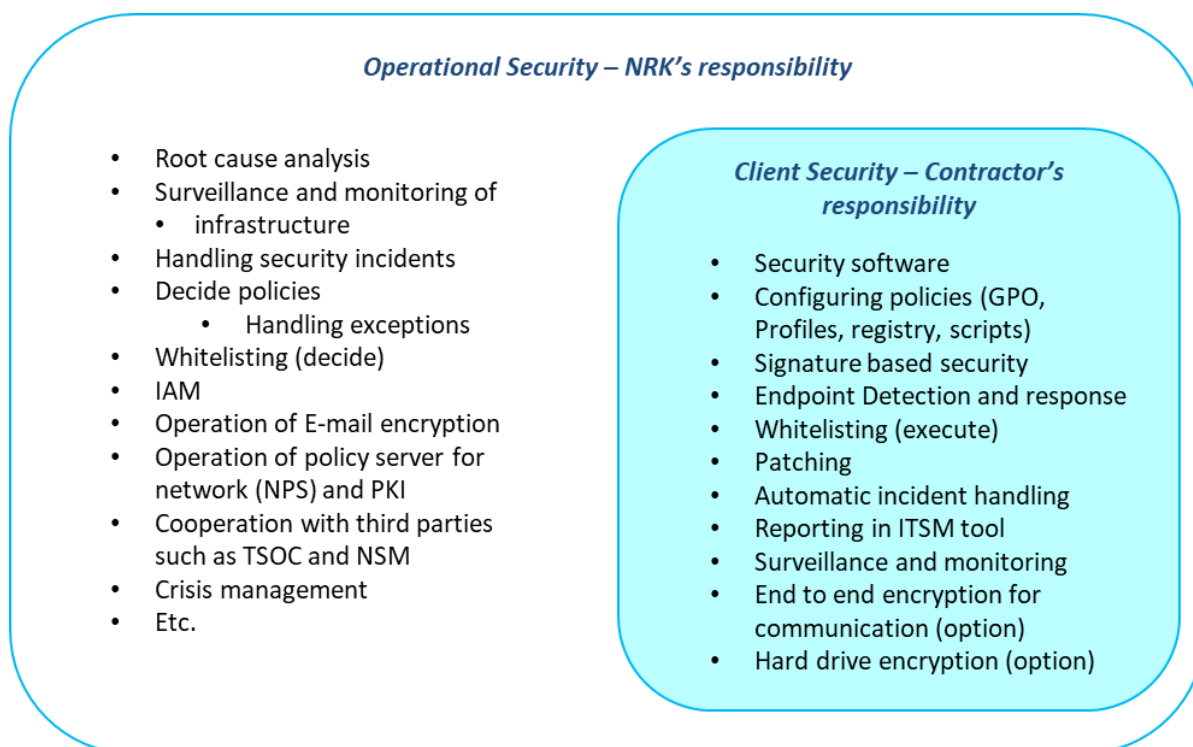 Operational Security – NRK's responsibility
• Root cause analysis
• Surveillance and monitoring of
• infrastructure
• Handling security incidents
• Decide policies
• Handling exceptions
• Whitelisting (decide)
• IAM
• Operation of E-mail encryption
• Operation of policy server for
network (NPS) and PKI
• Cooperation with third parties
such as TSOC and NSM
• Crisis management
• Etc.
Client Security – Contractor's
responsibility
• Security software
• Configuring policies (GPO,
Profiles, registry, scripts)
• Signature based security
• Endpoint Detection and response
• Whitelisting (execute)
• Patching
• Automatic incident handling
• Reporting in ITSM tool
• Surveillance and monitoring
• End to end encryption for
communication (option)
• Hard drive encryption (option)